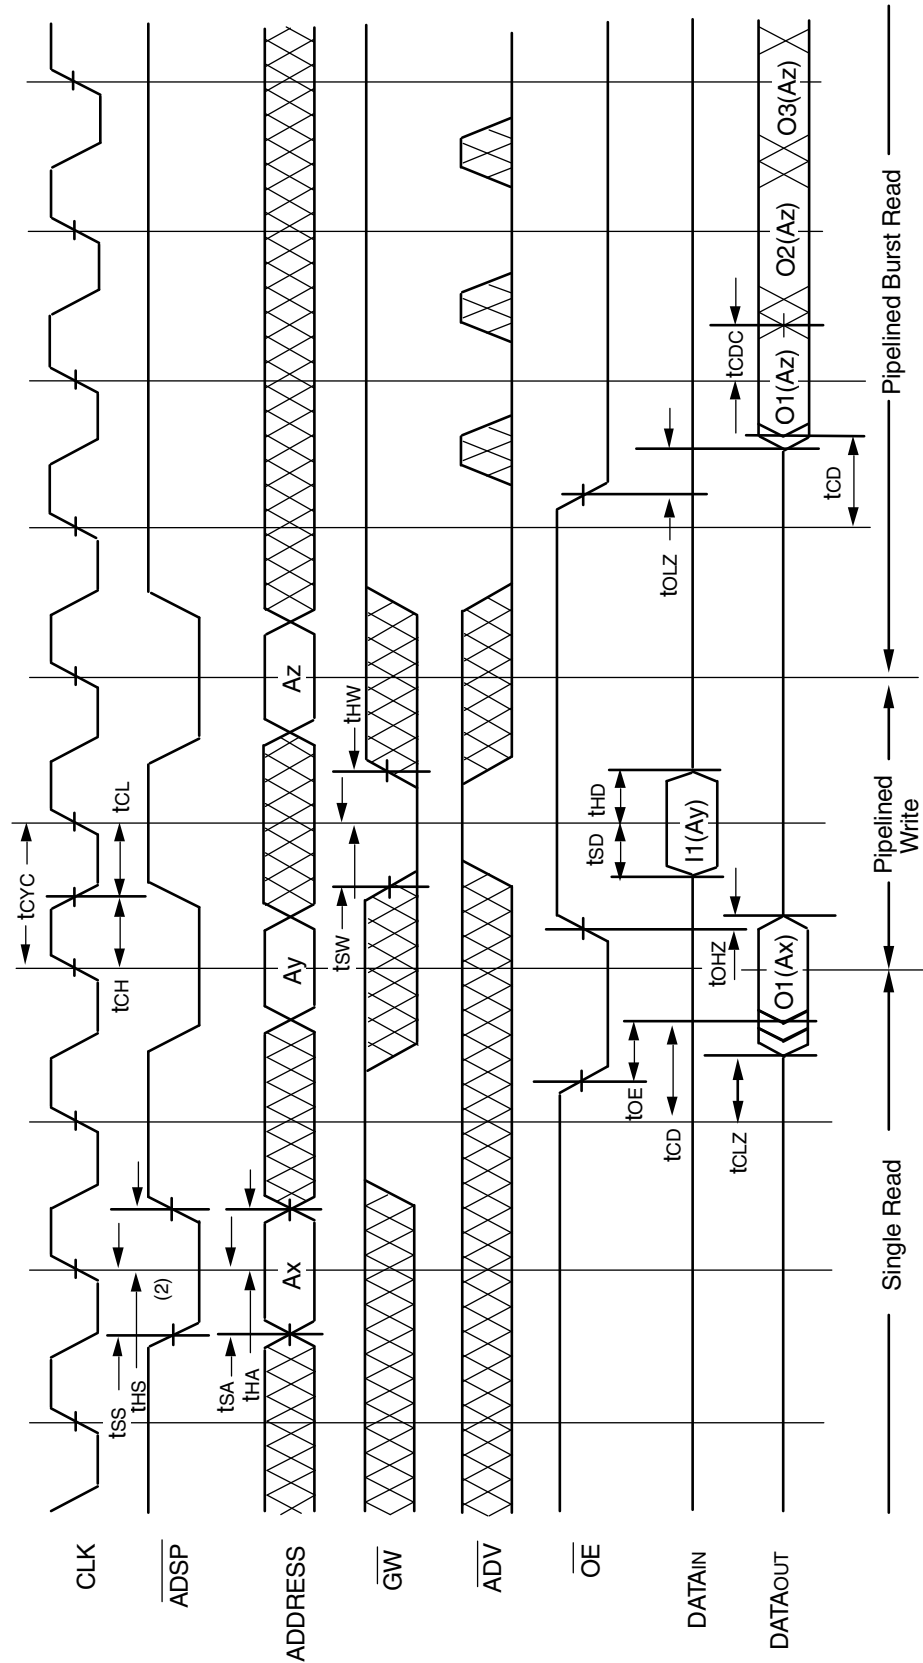 CLK
tCYC
tCH
tCL
ADSP
tSS
tHS
(2)
ADDRESS
tSA
tHA
Ax
Ay
Az
GW
tSW
tHW
ADV
OE
tOE
tOHZ
tOLZ
DATAIN
tSD
tHD
I1(Ay)
tCD
tCLZ
DATAOUT
O1(Ax)
O1(Az)
O2(Az)
O3(Az)
tCDC
tCD
Single Read
Pipelined
Write
Pipelined Burst Read